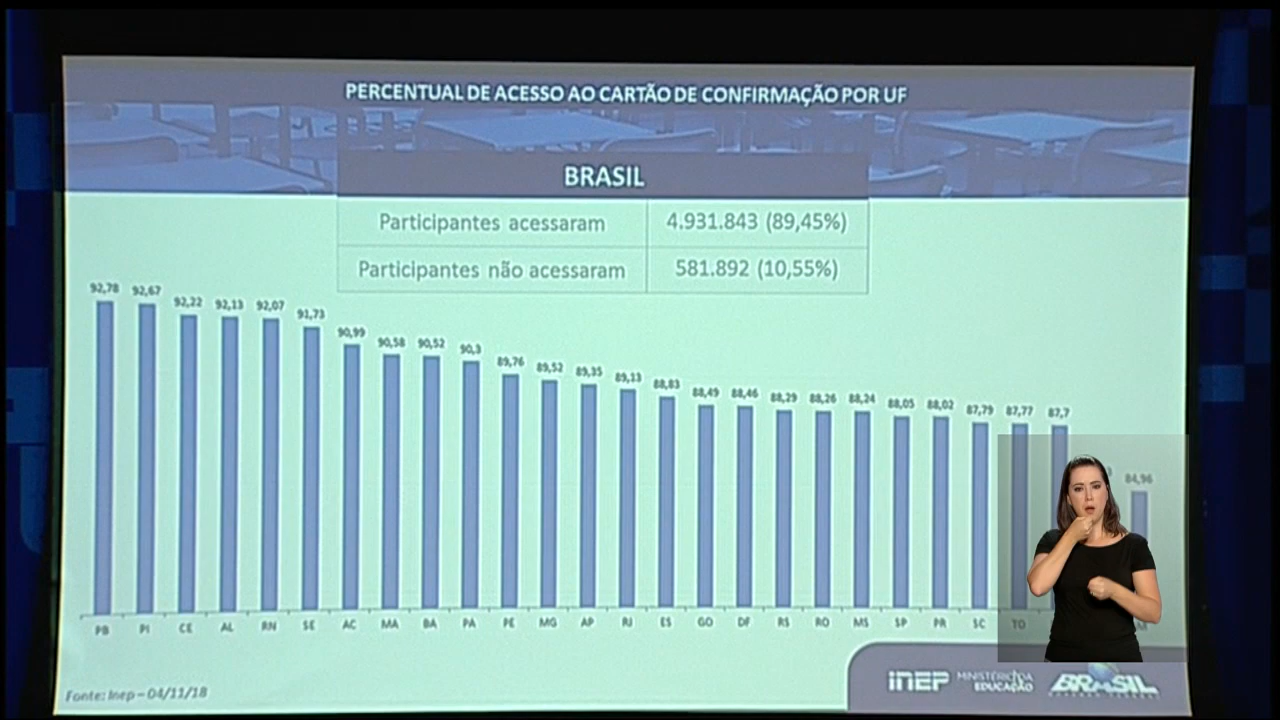 PERCENTUAL DE ACESSO AO CARTÃO DE CONFIRMAÇÃO POR UF
BRASIL
Participantes acessaram 4.931.843 (89,45%)
Participantes não acessaram 581.892 (10,55%)
92,78 92,67 92,22 92,13 92,07 91,73 90,99 90,58 90,52 90,3 89,76 89,52 89,35 89,13 88,83 88,49 88,46 88,29 88,26 88,24 88,05 88,02 87,79 87,77 87,7 84,96
PB PI CE AL RN SE AC MA BA PA PE MG AP RJ ES GO DF RS RO MS SP PR SC TO
Fonte: Inep – 04/11/18
INEP
MINISTÉRIO DA
EDUCAÇÃO
BRASIL